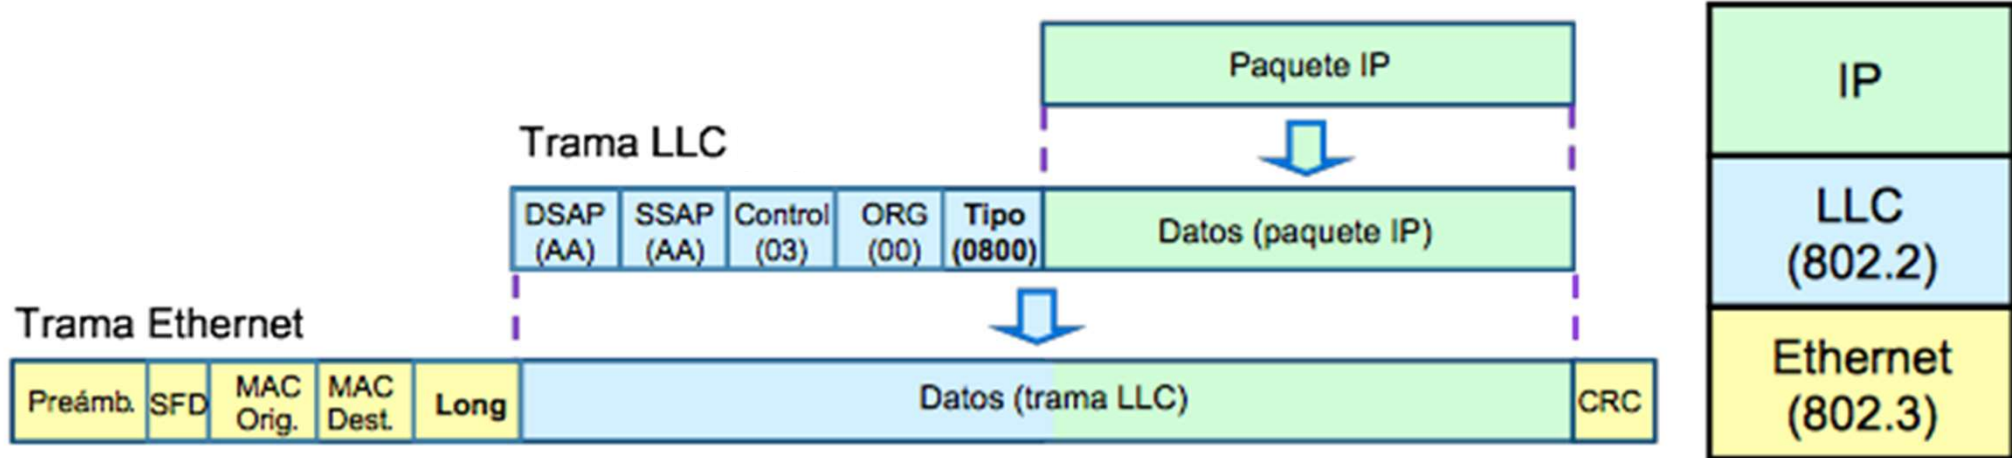 Paquete IP
Trama LLC
DSAP
(AA)
SSAP
(AA)
Control
(03)
ORG
(00)
Tipo
(0800)
Datos (paquete IP)
Trama Ethernet
Preámb.
SFD
MAC
Orig.
MAC
Dest.
Long
Datos (trama LLC)
CRC
IP
LLC
(802.2)
Ethernet
(802.3)